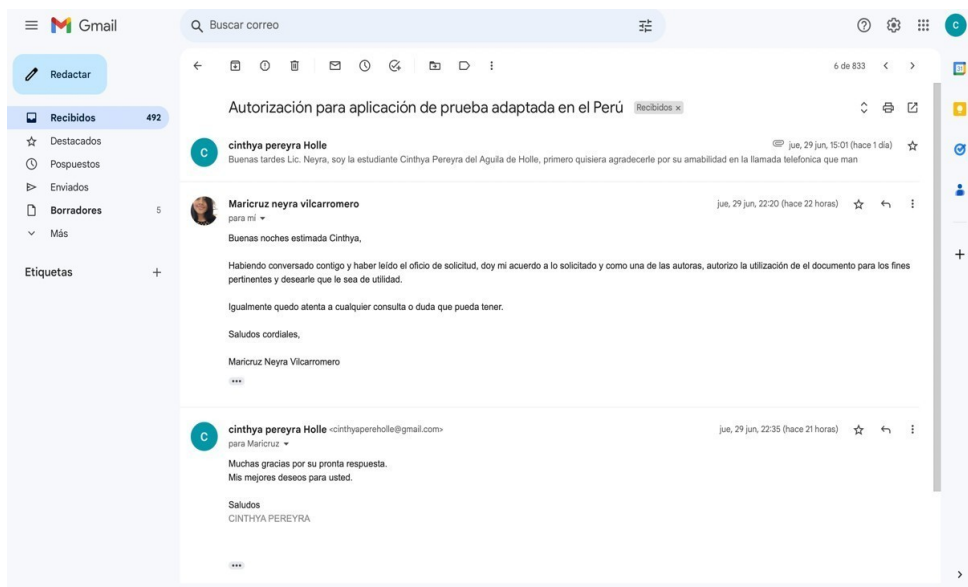 Gmail
Buscar correo
C
Redactar
6 de 833
Recibidos 492
Destacados
Pospuestos
Enviados
Borradores 5
Más
Etiquetas
Autorización para aplicación de prueba adaptada en el Perú Recibidos x
C
cinthya pereyra Holle jue, 29 jun, 15:01 (hace 1 día)
Buenas tardes Lic. Neyra, soy la estudiante Cinthya Pereyra del Aguila de Holle, primero quisiera agradecerle por su amabilidad en la llamada telefonica que man
Maricruz neyra vilcarromero jue, 29 jun, 22:20 (hace 22 horas)
para mí
Buenas noches estimada Cinthya,
Habiendo conversado contigo y haber leído el oficio de solicitud, doy mi acuerdo a lo solicitado y como una de las autoras, autorizo la utilización de el documento para los fines
pertinentes y desearle que le sea de utilidad.
Igualmente quedo atenta a cualquier consulta o duda que pueda tener.
Saludos cordiales,
Maricruz Neyra Vilcarromero
C
cinthya pereyra Holle <cinthyapereholle@gmail.com> jue, 29 jun, 22:35 (hace 21 horas)
para Maricruz
Muchas gracias por su pronta respuesta.
Mis mejores deseos para usted.
Saludos
CINTHYA PEREYRA